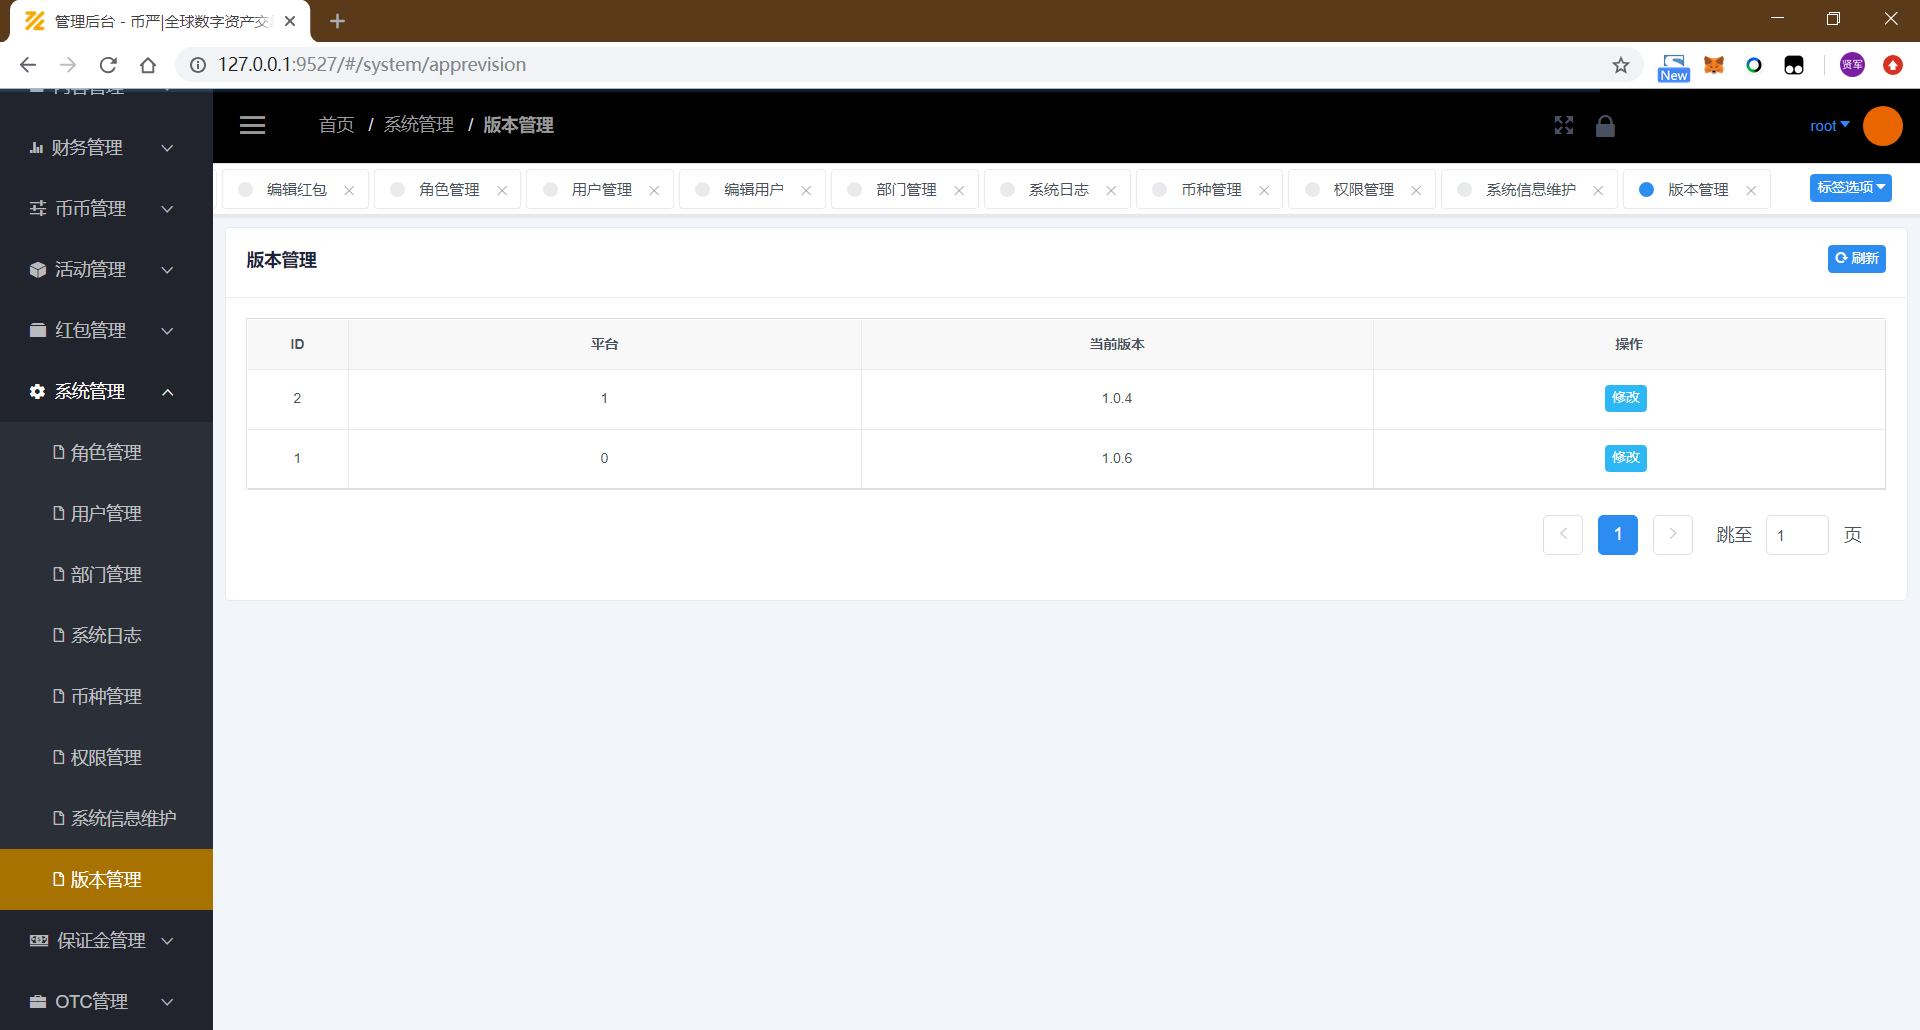 管理后台 - 币严|全球数字资产交
127.0.0.1:9527/#/system/apprevision
New
贤军
内容管理
财务管理
币币管理
活动管理
红包管理
系统管理
角色管理
用户管理
部门管理
系统日志
币种管理
权限管理
系统信息维护
版本管理
保证金管理
OTC管理
首页 / 系统管理 / 版本管理
root
编辑红包 角色管理 用户管理 编辑用户 部门管理 系统日志 币种管理 权限管理 系统信息维护 版本管理 标签选项
版本管理
刷新
ID 平台 当前版本 操作
2 1 1.0.4 修改
1 0 1.0.6 修改
1 跳至 1 页